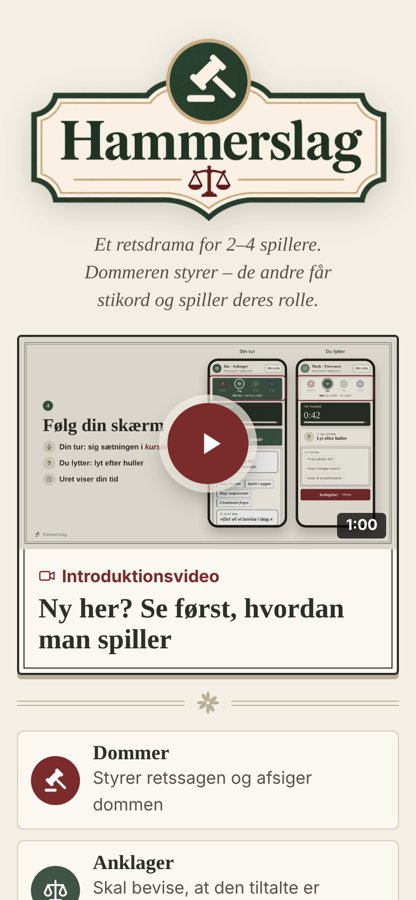 Hammerslag
Et retsdrama for 2–4 spillere.
Dommeren styrer – de andre får
stikord og spiller deres rolle.
Din tur
Du lytter
4
Følg din skærm
Din tur: sig sætningen i kursiv
Du lytter: lyt efter huller
Uret viser din tid
Hammerslag
0:42
Lyt efter huller
1:00
Introduktionsvideo
Ny her? Se først, hvordan
man spiller
Dommer
Styrer retssagen og afsiger
dommen
Anklager
Skal bevise, at den tiltalte er